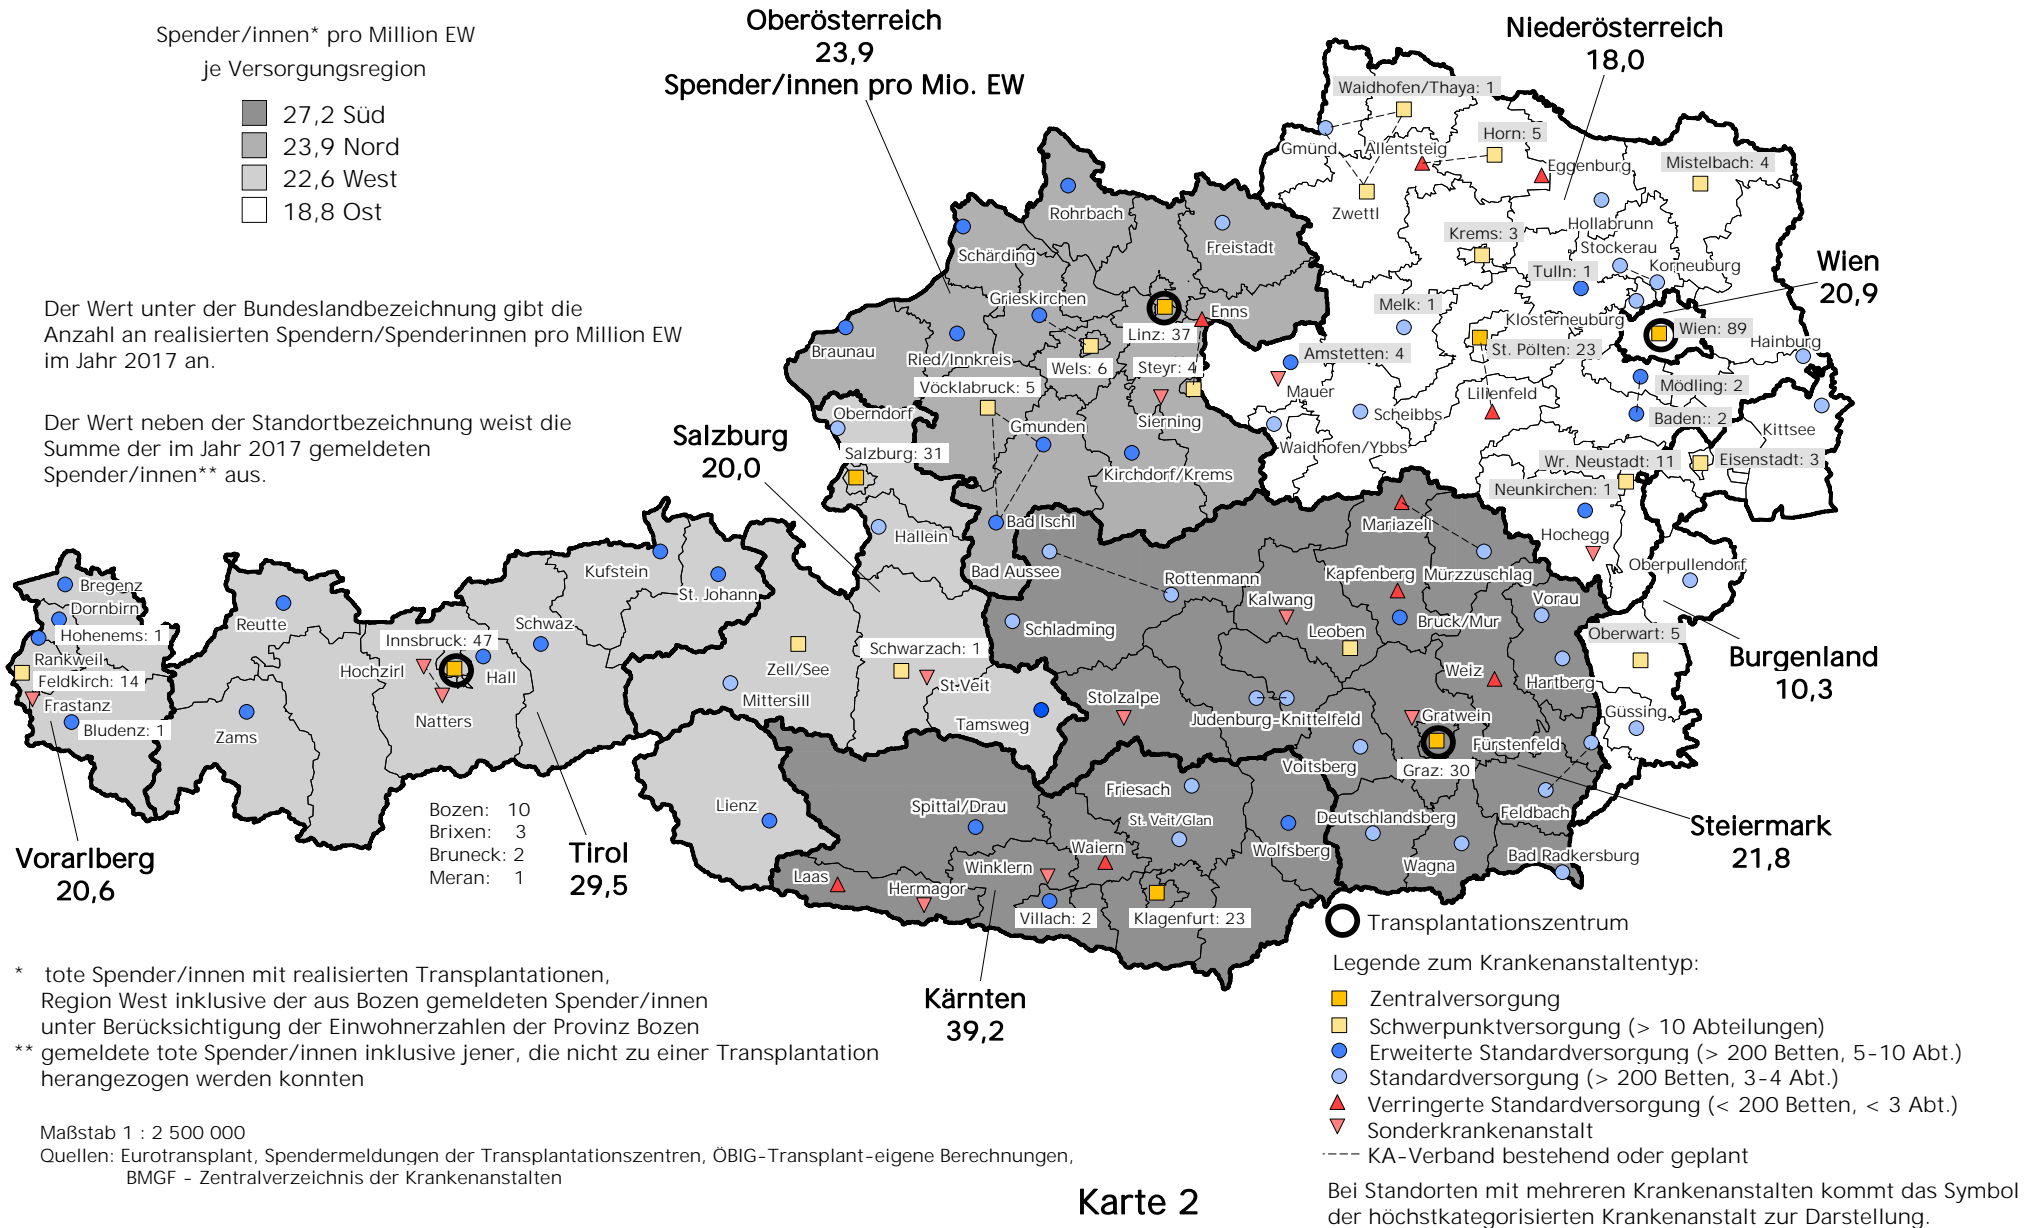 Spender/innen* pro Million EW
je Versorgungsregion
27,2 Süd
23,9 Nord
22,6 West
18,8 Ost
Der Wert unter der Bundeslandbezeichnung gibt die
Anzahl an realisierten Spendern/Spenderinnen pro Million EW
im Jahr 2017 an.
Der Wert neben der Standortbezeichnung weist die
Summe der im Jahr 2017 gemeldeten
Spender/innen** aus.
Oberösterreich
23,9
Spender/innen pro Mio. EW
Niederösterreich
18,0
Wien
20,9
Salzburg
20,0
Burgenland
10,3
Steiermark
21,8
Kärnten
39,2
Tirol
29,5
Vorarlberg
20,6
Waidhofen/Thaya: 1
Gmünd
Allentsteig
Horn: 5
Eggenburg
Mistelbach: 4
Zwettl
Hollabrunn
Krems: 3
Stockerau
Korneuburg
Tulln: 1
Melk: 1
Klosterneuburg
Wien: 89
Hainburg
St. Pölten: 23
Amstetten: 4
Mauer
Mödling: 2
Lilienfeld
Scheibbs
Baden:: 2
Kittsee
Waidhofen/Ybbs
Wr. Neustadt: 11
Eisenstadt: 3
Neunkirchen: 1
Hochegg
Oberpullendorf
Oberwart: 5
Güssing
Rohrbach
Freistadt
Schärding
Grieskirchen
Enns
Linz: 37
Braunau
Ried/Innkreis
Wels: 6
Steyr: 4
Vöcklabruck: 5
Gmunden
Sierning
Kirchdorf/Krems
Bad Ischl
Oberndorf
Salzburg: 31
Hallein
Schwarzach: 1
St.Veit
Zell/See
Mittersill
Tamsweg
Bad Aussee
Mariazell
Rottenmann
Kapfenberg
Mürzzuschlag
Kalwang
Vorau
Schladming
Leoben
Bruck/Mur
Weiz
Hartberg
Stolzalpe
Judenburg-Knittelfeld
Gratwein
Fürstenfeld
Voitsberg
Graz: 30
Feldbach
Deutschlandsberg
Wagna
Bad Radkersburg
Friesach
Spittal/Drau
St. Veit/Glan
Wolfsberg
Waiern
Winklern
Laas
Hermagor
Villach: 2
Klagenfurt: 23
Kufstein
St. Johann
Reutte
Innsbruck: 47
Schwaz
Hochzirl
Hall
Natters
Zams
Lienz
Bregenz
Dornbirn
Hohenems: 1
Rankweil
Feldkirch: 14
Frastanz
Bludenz: 1
Bozen: 10
Brixen: 3
Bruneck: 2
Meran: 1
* tote Spender/innen mit realisierten Transplantationen,
Region West inklusive der aus Bozen gemeldeten Spender/innen
unter Berücksichtigung der Einwohnerzahlen der Provinz Bozen
** gemeldete tote Spender/innen inklusive jener, die nicht zu einer Transplantation
herangezogen werden konnten
Maßstab 1 : 2 500 000
Quellen: Eurotransplant, Spendermeldungen der Transplantationszentren, ÖBIG-Transplant-eigene Berechnungen,
BMGF - Zentralverzeichnis der Krankenanstalten
Karte 2
Transplantationszentrum
Legende zum Krankenanstaltentyp:
Zentralversorgung
Schwerpunktversorgung (> 10 Abteilungen)
Erweiterte Standardversorgung (> 200 Betten, 5-10 Abt.)
Standardversorgung (> 200 Betten, 3-4 Abt.)
Verringerte Standardversorgung (< 200 Betten, < 3 Abt.)
Sonderkrankenanstalt
KA-Verband bestehend oder geplant
Bei Standorten mit mehreren Krankenanstalten kommt das Symbol
der höchstkategorisierten Krankenanstalt zur Darstellung.